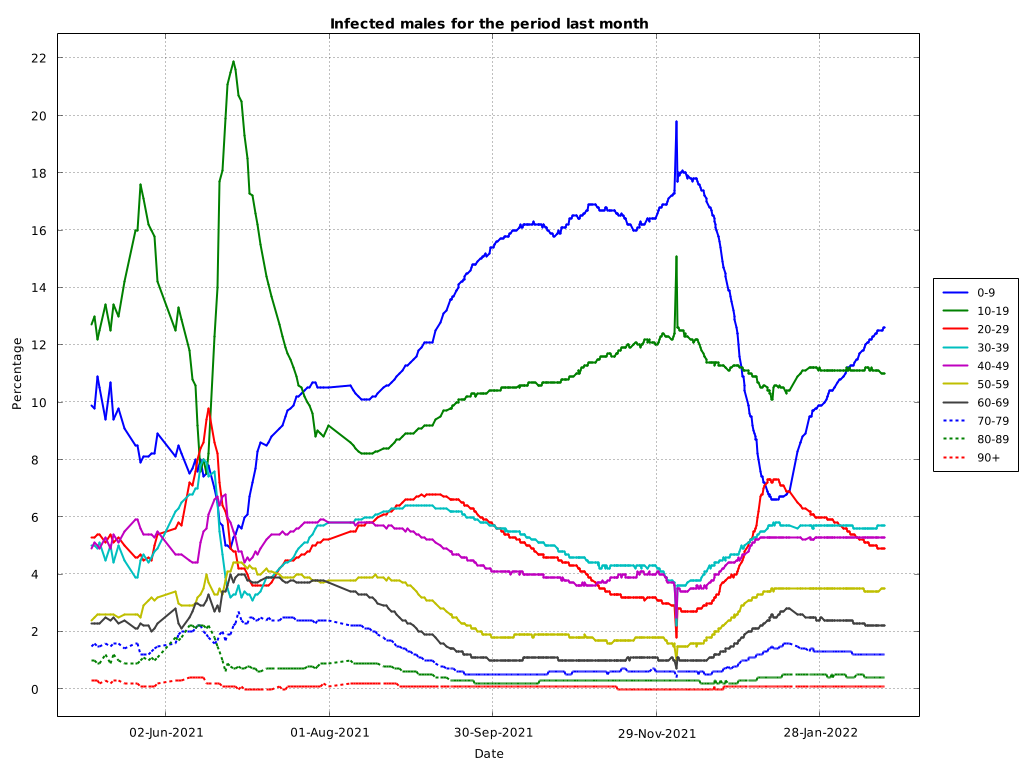 Infected males for the period last month
Percentage
22
20
18
16
14
12
10
8
6
4
2
0
02-Jun-2021
01-Aug-2021
30-Sep-2021
29-Nov-2021
28-Jan-2022
Date
0-9
10-19
20-29
30-39
40-49
50-59
60-69
70-79
80-89
90+